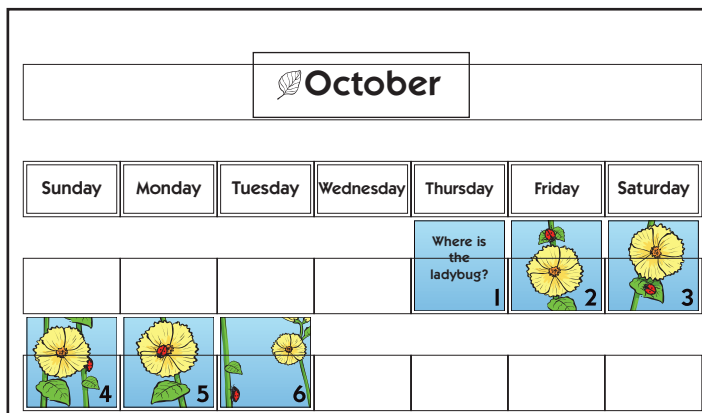 October
Sunday Monday Tuesday Wednesday Thursday Friday Saturday
Where is
the
ladybug?
1 2 3
4 5 6